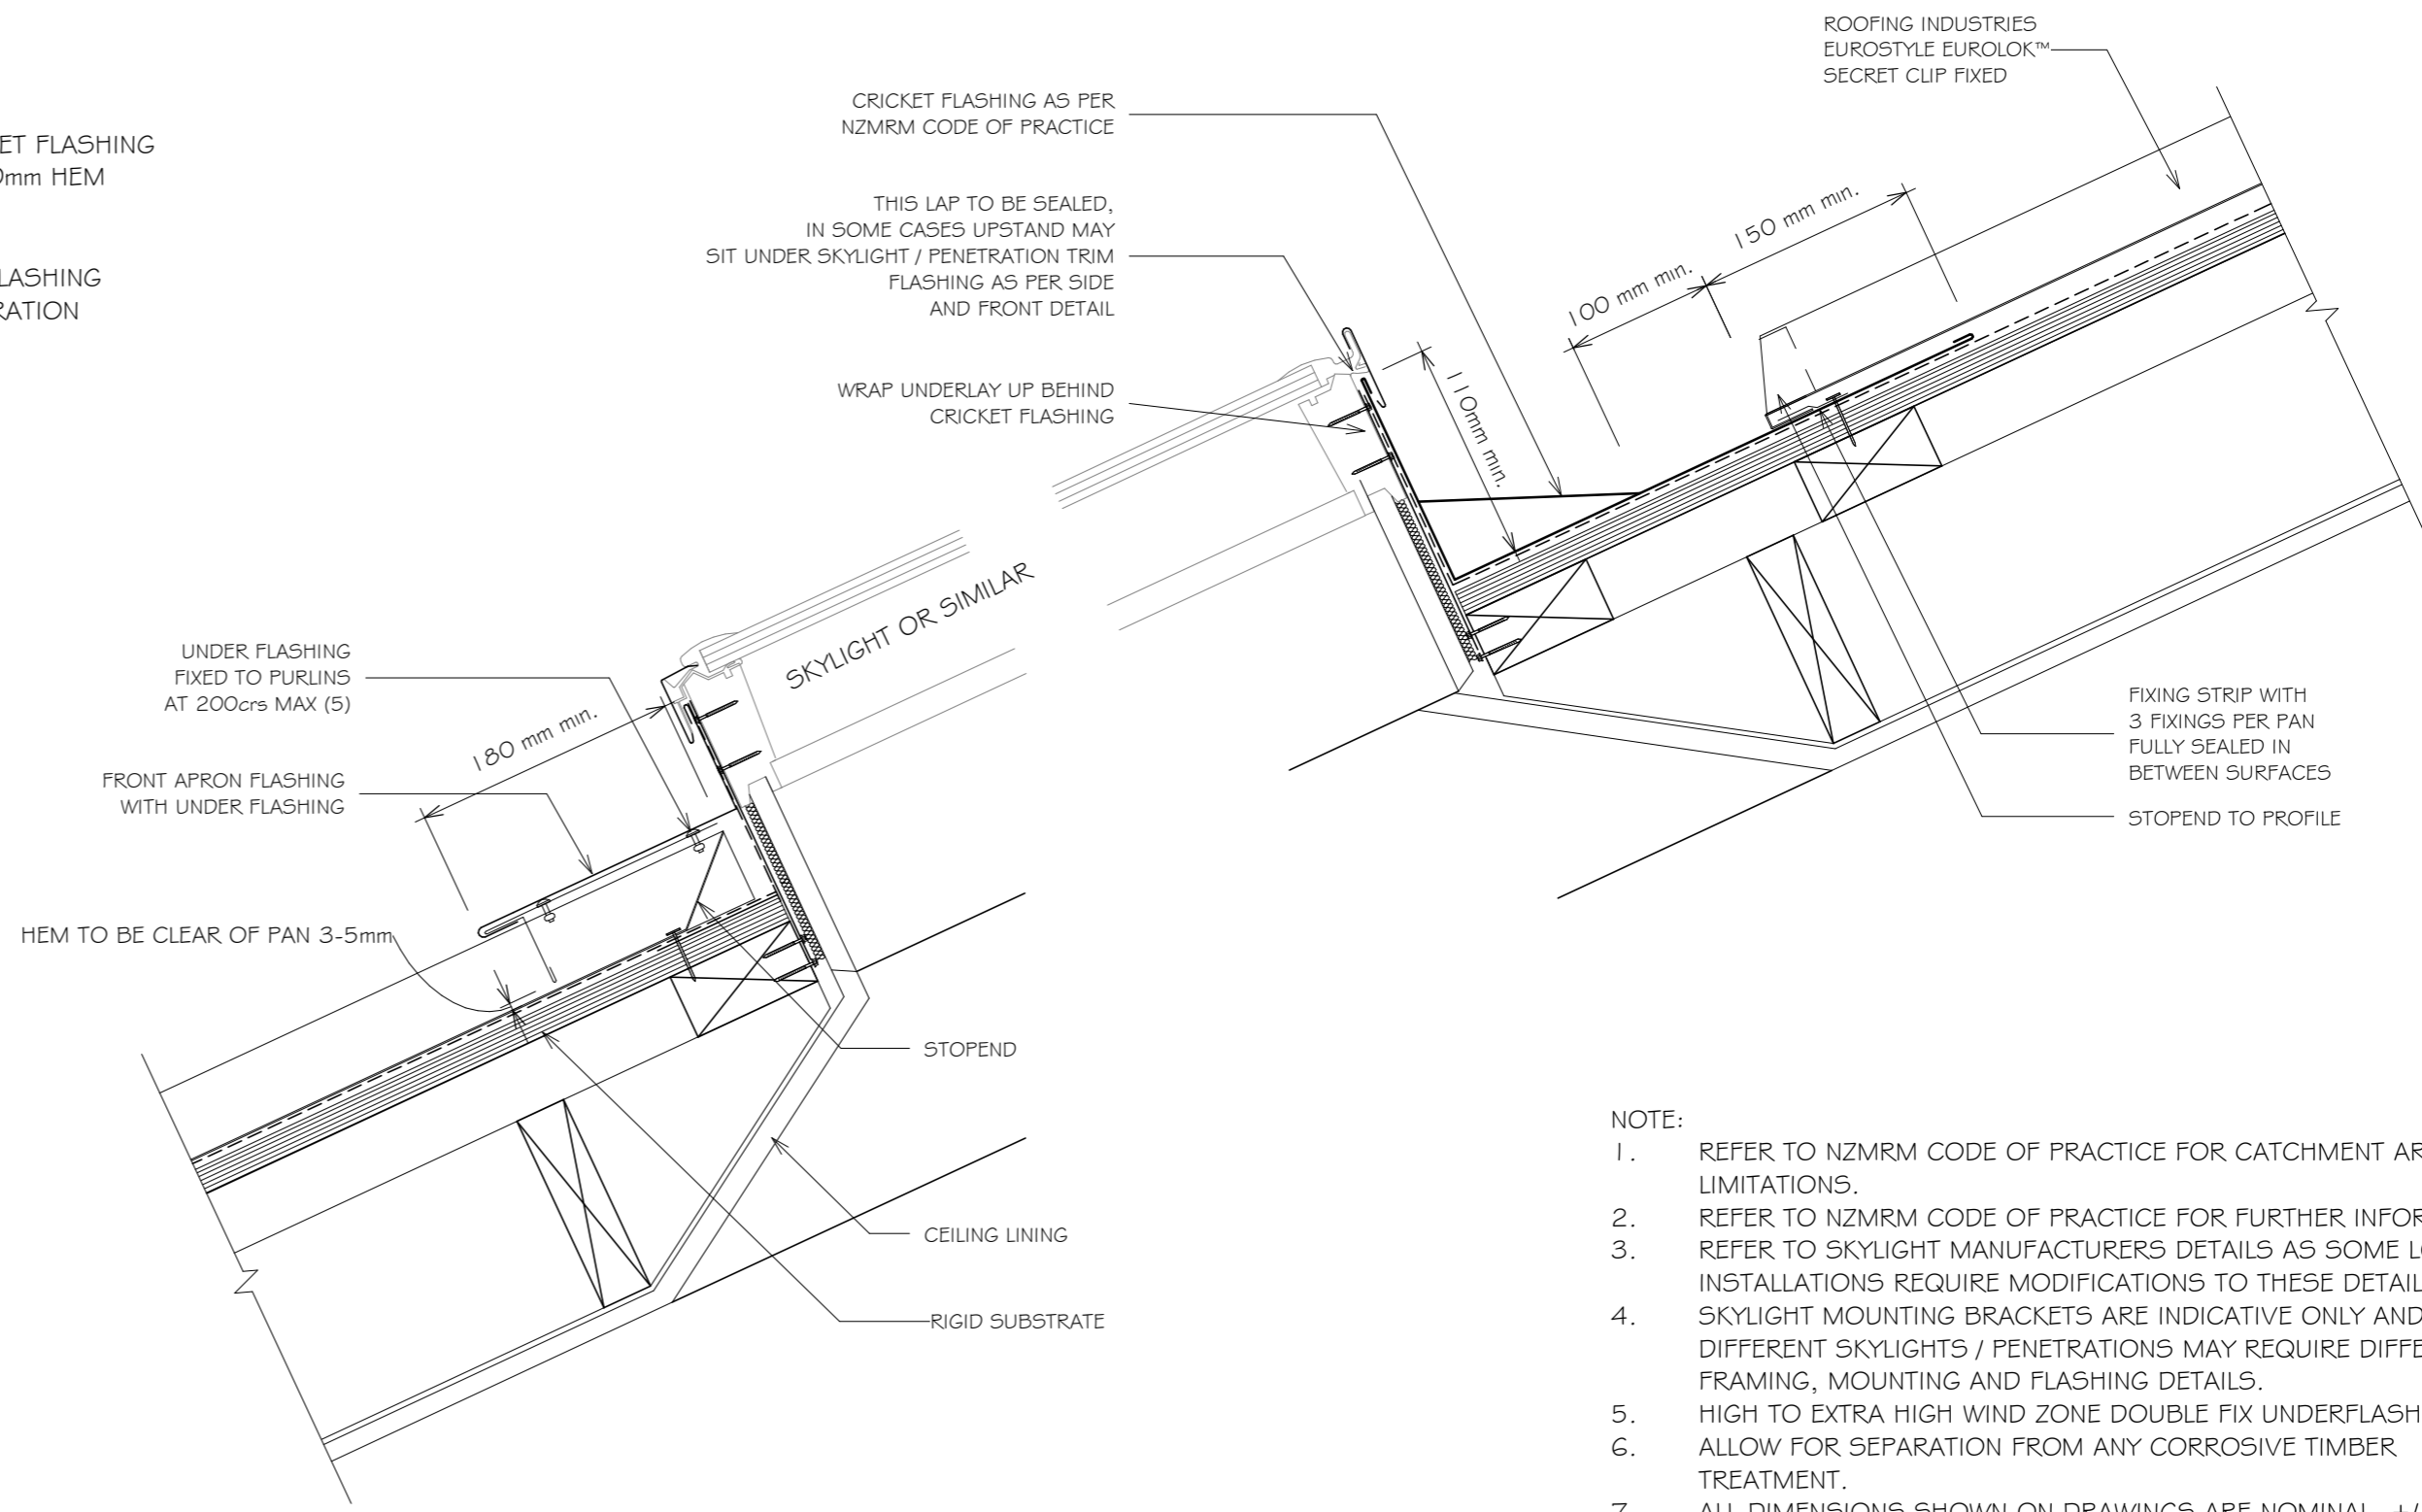 ET FLASHING
0mm HEM
LASHING
RATION
CRICKET FLASHING AS PER
NZMRM CODE OF PRACTICE
THIS LAP TO BE SEALED,
IN SOME CASES UPSTAND MAY
SIT UNDER SKYLIGHT / PENETRATION TRIM
FLASHING AS PER SIDE
AND FRONT DETAIL
WRAP UNDERLAY UP BEHIND
CRICKET FLASHING
ROOFING INDUSTRIES
EUROSTYLE EUROLOK™
SECRET CLIP FIXED
150 mm min.
100 mm min.
110mm min.
SKYLIGHT OR SIMILAR
UNDER FLASHING
FIXED TO PURLINS
AT 200crs MAX (5)
180 mm min.
FRONT APRON FLASHING
WITH UNDER FLASHING
HEM TO BE CLEAR OF PAN 3-5mm
FIXING STRIP WITH
3 FIXINGS PER PAN
FULLY SEALED IN
BETWEEN SURFACES
STOPEND TO PROFILE
STOPEND
CEILING LINING
RIGID SUBSTRATE
NOTE:
1. REFER TO NZMRM CODE OF PRACTICE FOR CATCHMENT AR
LIMITATIONS.
2. REFER TO NZMRM CODE OF PRACTICE FOR FURTHER INFOR
3. REFER TO SKYLIGHT MANUFACTURERS DETAILS AS SOME L
INSTALLATIONS REQUIRE MODIFICATIONS TO THESE DETAIL
4. SKYLIGHT MOUNTING BRACKETS ARE INDICATIVE ONLY AND
DIFFERENT SKYLIGHTS / PENETRATIONS MAY REQUIRE DIFFE
FRAMING, MOUNTING AND FLASHING DETAILS.
5. HIGH TO EXTRA HIGH WIND ZONE DOUBLE FIX UNDERFLASH
6. ALLOW FOR SEPARATION FROM ANY CORROSIVE TIMBER
TREATMENT.
7. ALL DIMENSIONS SHOWN ON DRAWINGS ARE NOMINAL, +/